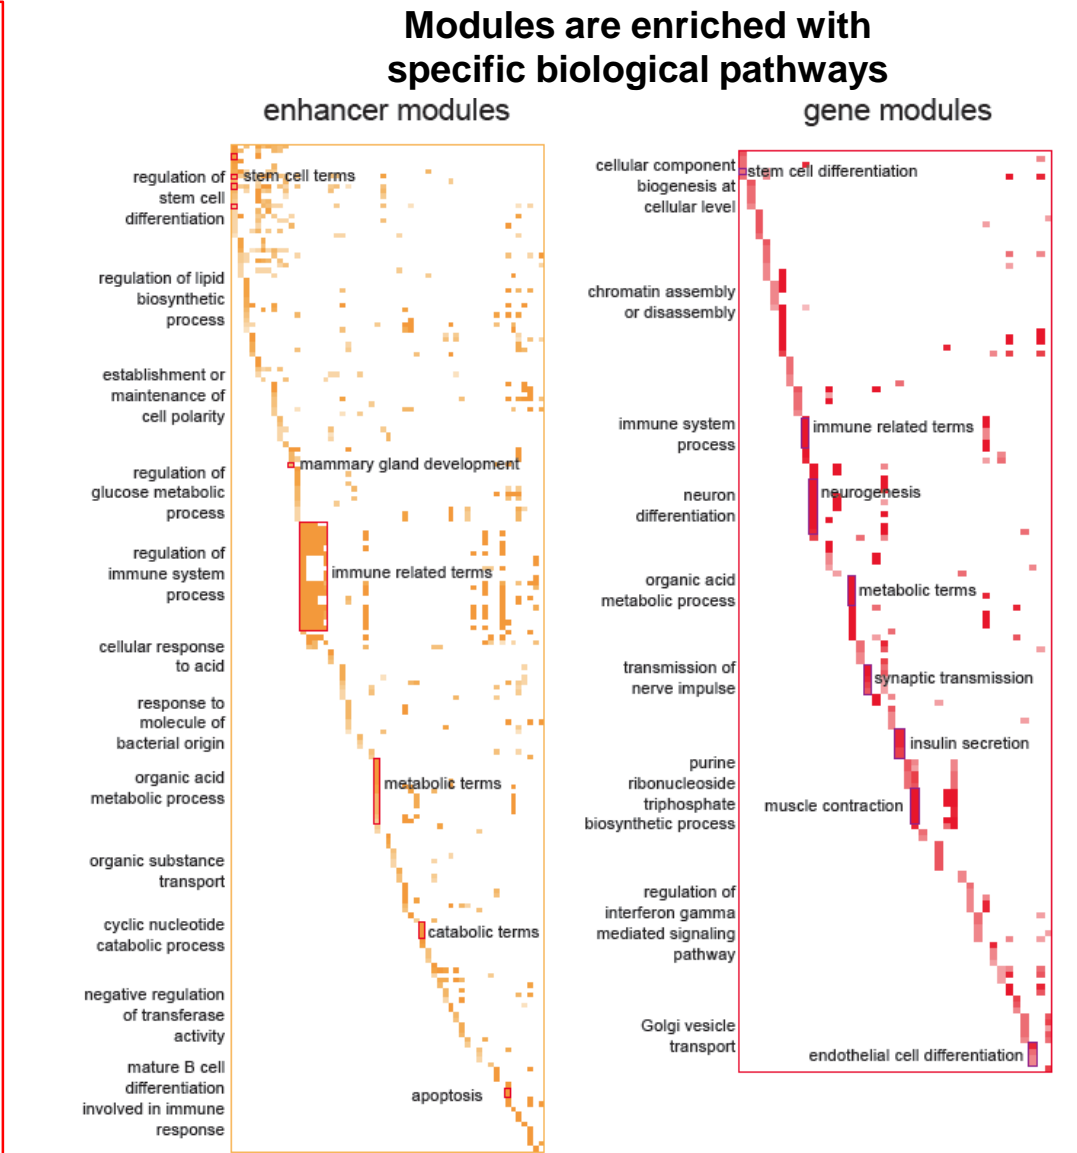 Modules are enriched with
specific biological pathways
enhancer modules
regulation of
stem cell
differentiation
stem cell terms
regulation of lipid
biosynthetic
process
establishment or
maintenance of
cell polarity
mammary gland development
regulation of
glucose metabolic
process
regulation of
immune system
process
immune related terms
cellular response
to acid
response to
molecule of
bacterial origin
organic acid
metabolic process
metabolic terms
organic substance
transport
cyclic nucleotide
catabolic process
catabolic terms
negative regulation
of transferase
activity
mature B cell
differentiation
involved in immune
response
apoptosis
gene modules
cellular component
biogenesis at
cellular level
stem cell differentiation
chromatin assembly
or disassembly
immune system
process
immune related terms
neuron
differentiation
neurogenesis
organic acid
metabolic process
metabolic terms
transmission of
nerve impulse
synaptic transmission
insulin secretion
purine
ribonucleoside
triphosphate
biosynthetic process
muscle contraction
regulation of
interferon gamma
mediated signaling
pathway
Golgi vesicle
transport
endothelial cell differentiation